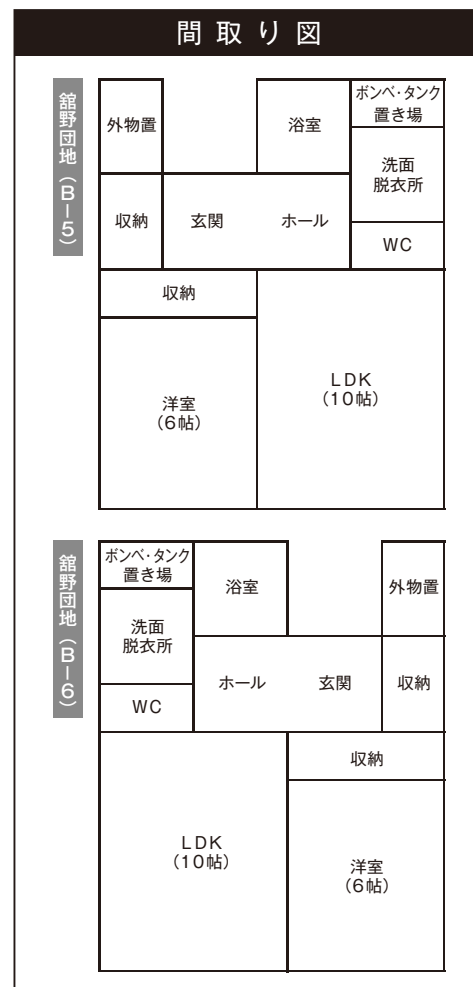 間取り図
舘野団地(B-5)
外物置
浴室
ボンベ・タンク
置き場
洗面
脱衣所
収納
玄関
ホール
WC
収納
洋室
(6帖)
LDK
(10帖)
舘野団地(B-6)
ボンベ・タンク
置き場
浴室
外物置
洗面
脱衣所
ホール
玄関
収納
WC
収納
LDK
(10帖)
洋室
(6帖)